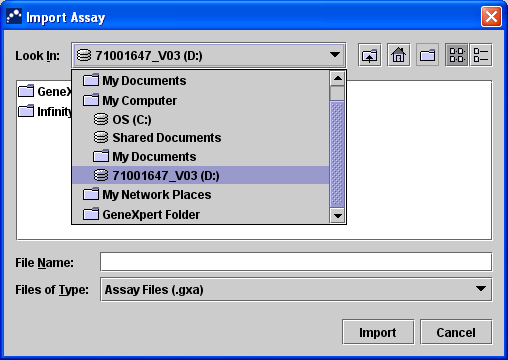 Import Assay
Look In: 71001647_V03 (D:)
My Documents
My Computer
OS (C:)
Shared Documents
My Documents
71001647_V03 (D:)
My Network Places
GeneXpert Folder
GeneX
Infinity
File Name:
Files of Type: Assay Files (.gxa)
Import Cancel